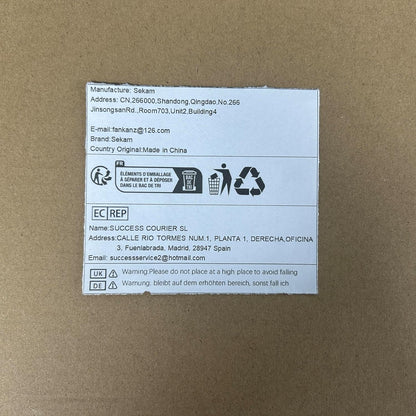 Manufacture: Sekam
Address: CN,266000,Shandong,Qingdao,No,266
JinsongsanRd.,Room703,Unit2,Building4
E-mail:fankanz@126.com
Brand:Sekam
Country Original:Made in China
FR
ÉLÉMENTS D'EMBALLAGE
À SÉPARER ET À DÉPOSER
DANS LE BAC DE TRI
BAC
DE
TRI
EC REP
Name:SUCCESS COURIER SL
Address:CALLE RIO TORMES NUM.1, PLANTA 1, DERECHA,OFICINA
3, Fuenlabrada, Madrid, 28947 Spain
Email: successservice2@hotmail.com
UK Warning:Please do not place at a high place to avoid falling
DE Warnung: bleibt auf dem erhöhten bereich, sonst fall ich